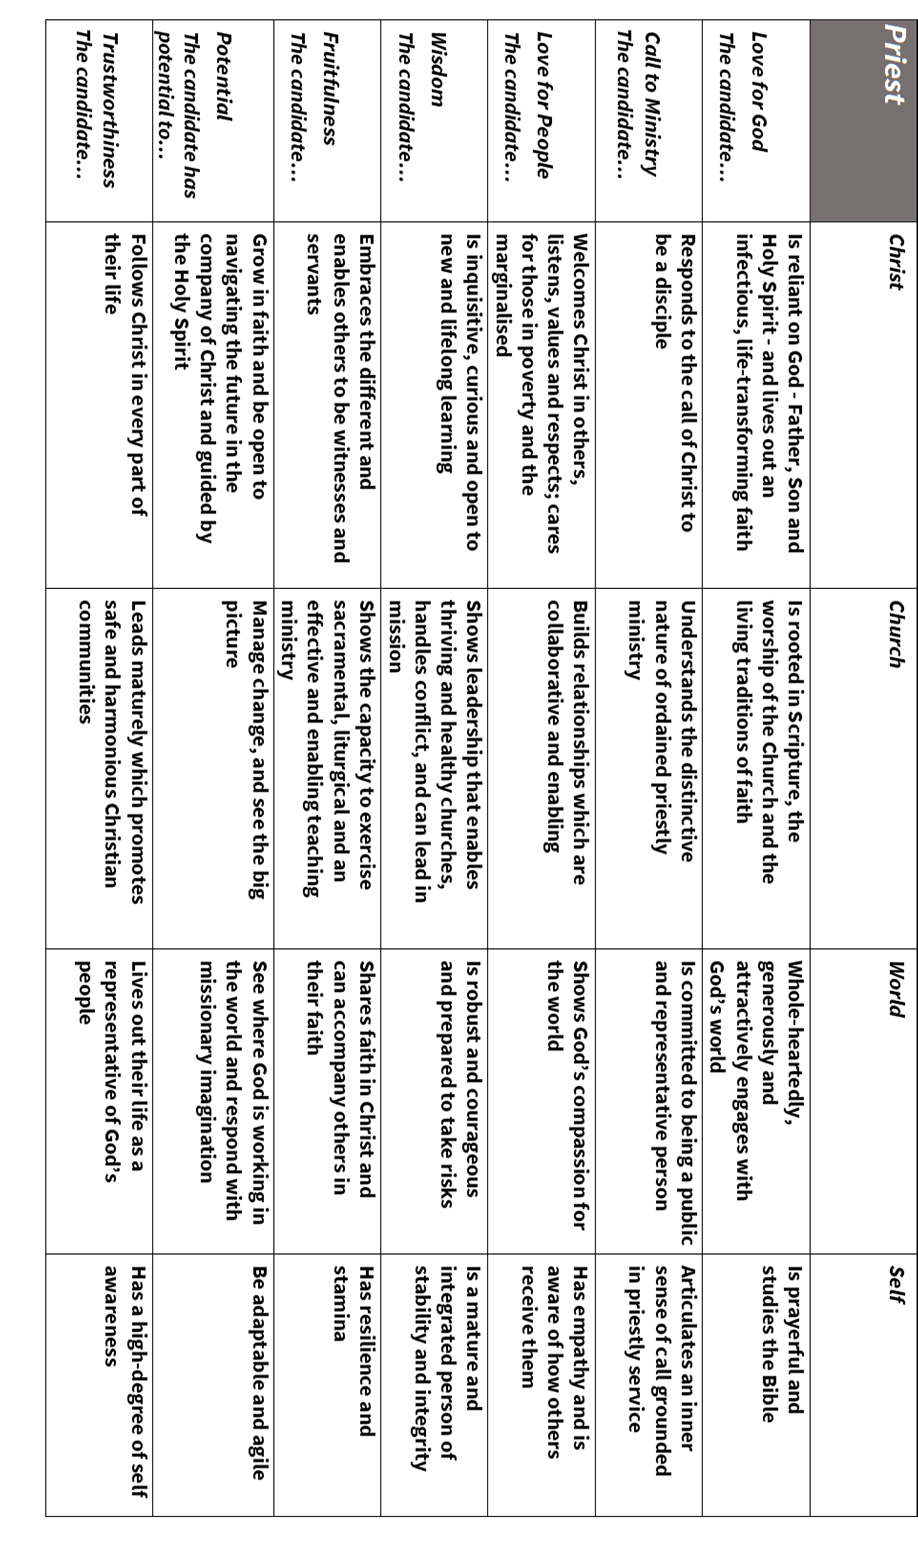 Priest
Christ
Church
World
Self
Love for God
The candidate…
Is reliant on God - Father, Son and
Holy Spirit - and lives out an
infectious, life-transforming faith
Is rooted in Scripture, the
worship of the Church and the
living traditions of faith
Whole-heartedly,
generously and
attractively engages with
God's world
Is prayerful and
studies the Bible
Call to Ministry
The candidate…
Responds to the call of Christ to
be a disciple
Understands the distinctive
nature of ordained priestly
ministry
Is committed to being a public
and representative person
Articulates an inner
sense of call grounded
in priestly service
Love for People
The candidate…
Welcomes Christ in others,
listens, values and respects; cares
for those in poverty and the
marginalised
Builds relationships which are
collaborative and enabling
Shows God's compassion for
the world
Has empathy and is
aware of how others
receive them
Wisdom
The candidate…
Is inquisitive, curious and open to
new and lifelong learning
Shows leadership that enables
thriving and healthy churches,
handles conflict, and can lead in
mission
Is robust and courageous
and prepared to take risks
Is a mature and
integrated person of
stability and integrity
Fruitfulness
The candidate…
Embraces the different and
enables others to be witnesses and
servants
Shows the capacity to exercise
sacramental, liturgical and an
effective and enabling teaching
ministry
Shares faith in Christ and
can accompany others in
their faith
Has resilience and
stamina
Potential
The candidate has
potential to…
Grow in faith and be open to
navigating the future in the
company of Christ and guided by
the Holy Spirit
Manage change, and see the big
picture
See where God is working in
the world and respond with
missionary imagination
Be adaptable and agile
Trustworthiness
The candidate…
Follows Christ in every part of
their life
Leads maturely which promotes
safe and harmonious Christian
communities
Lives out their life as a
representative of God's
people
Has a high-degree of self
awareness